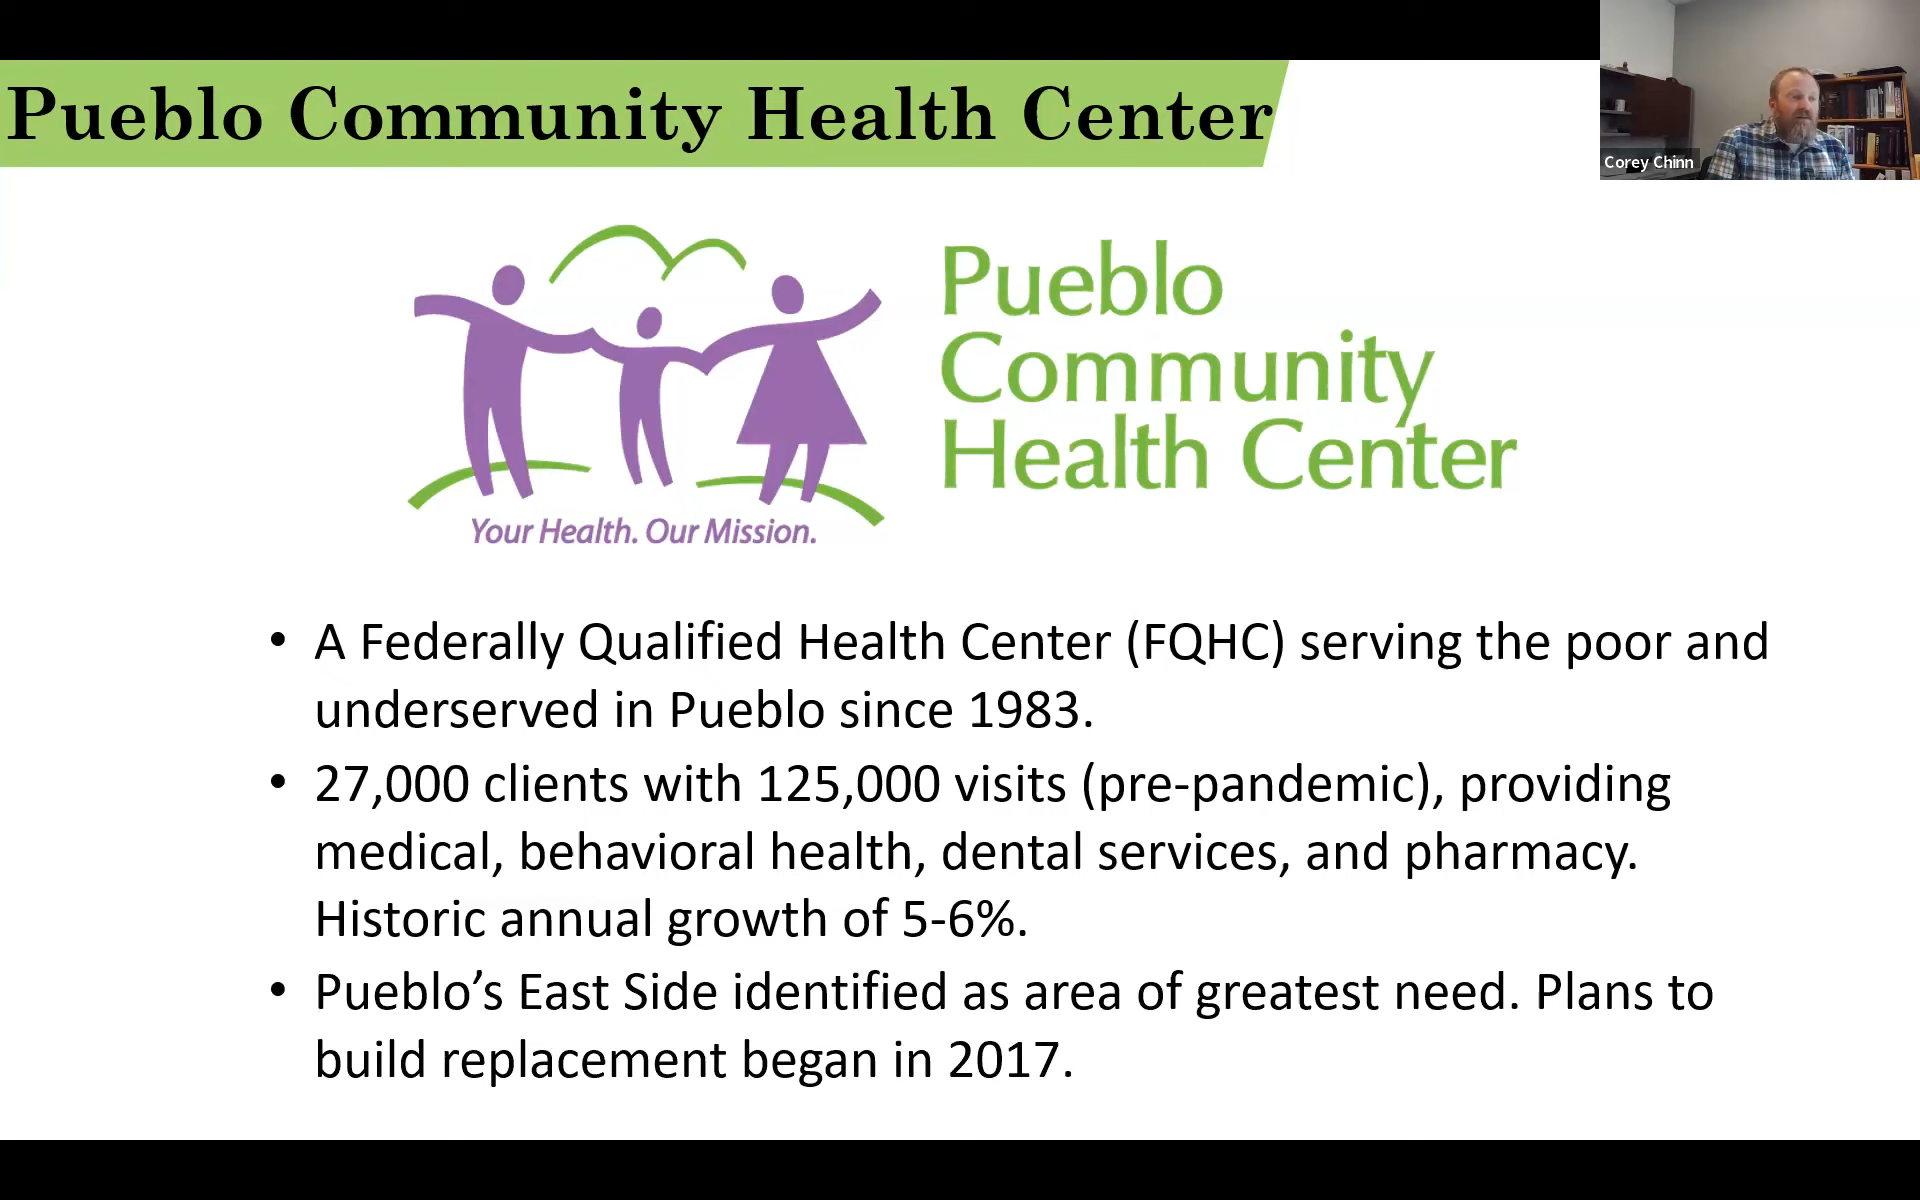 Pueblo Community Health Center
Corey Chinn
Pueblo
Community
Health Center
Your Health. Our Mission.
• A Federally Qualified Health Center (FQHC) serving the poor and
underserved in Pueblo since 1983.
• 27,000 clients with 125,000 visits (pre-pandemic), providing
medical, behavioral health, dental services, and pharmacy.
Historic annual growth of 5-6%.
• Pueblo’s East Side identified as area of greatest need. Plans to
build replacement began in 2017.